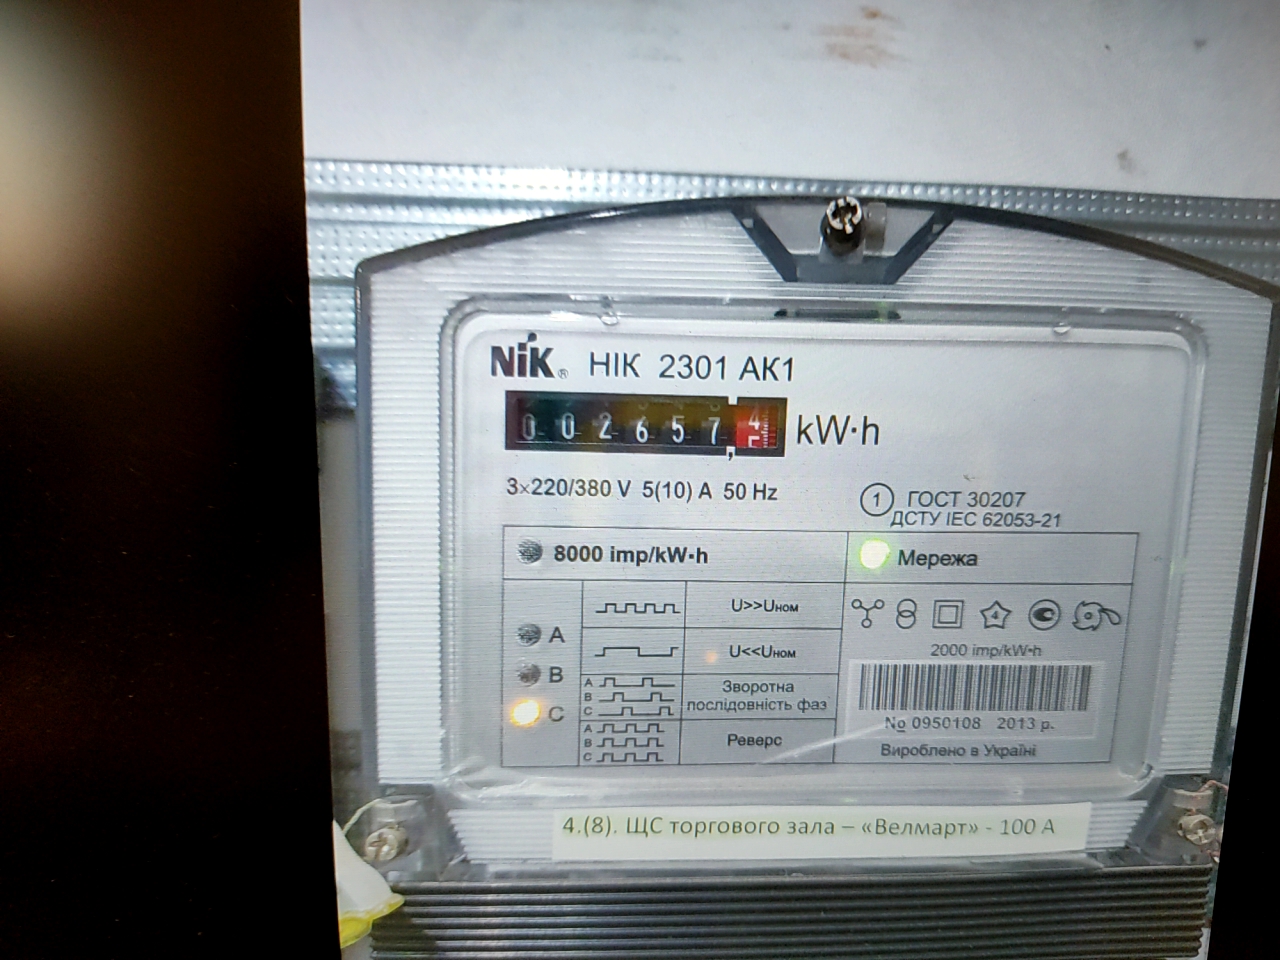 NiK® НІК 2301 АК1
0 0 2 6 5 7 , 4 kW·h
3×220/380 V 5(10) A 50 Hz
1 ГОСТ 30207
ДСТУ IEC 62053-21
8000 imp/kW·h
Мережа
A
B
C
U>>Uном
U<<Uном
A
B
C
Зворотна
послідовність фаз
A
B
C
Реверс
4
2000 imp/kW·h
№ 0950108 2013 р.
Вироблено в Україні
4.(8). ЩС торгового зала – «Велмарт» - 100 А